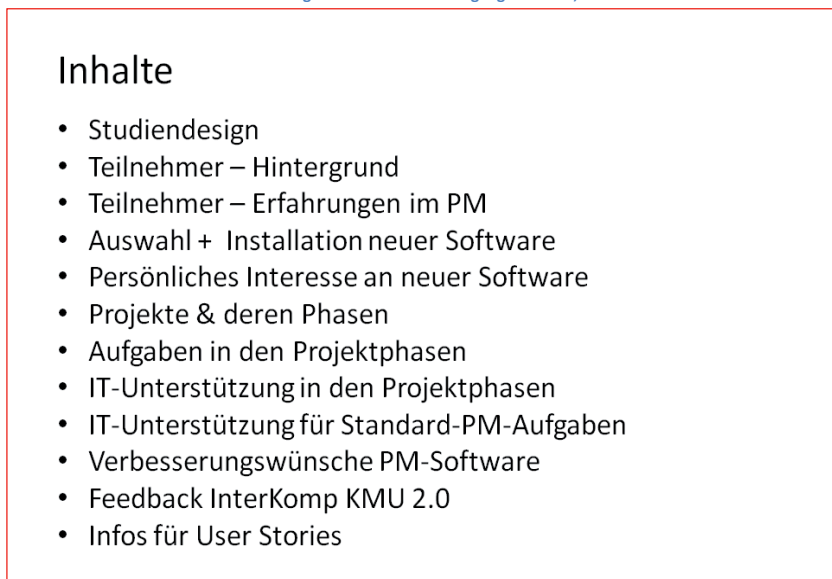 Inhalte
• Studiendesign
• Teilnehmer – Hintergrund
• Teilnehmer – Erfahrungen im PM
• Auswahl + Installation neuer Software
• Persönliches Interesse an neuer Software
• Projekte & deren Phasen
• Aufgaben in den Projektphasen
• IT-Unterstützung in den Projektphasen
• IT-Unterstützung für Standard-PM-Aufgaben
• Verbesserungswünsche PM-Software
• Feedback InterKomp KMU 2.0
• Infos für User Stories